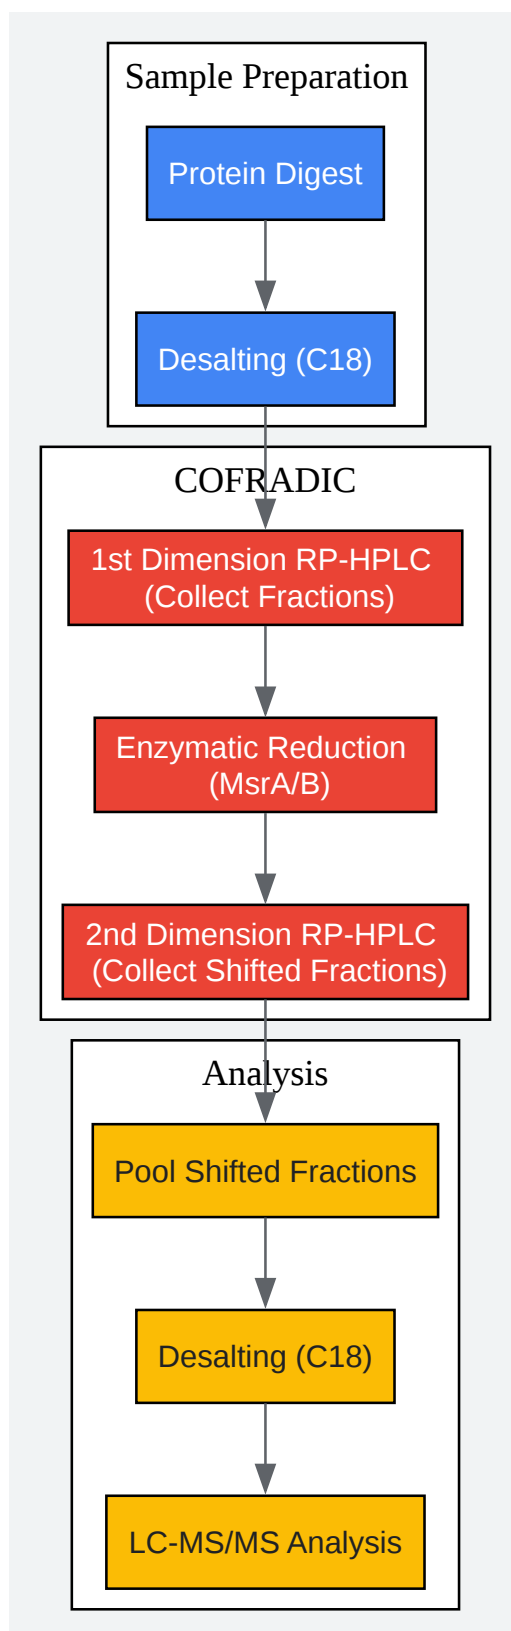 Sample Preparation
Protein Digest
Desalting (C18)
COFRADIC
1st Dimension RP-HPLC
(Collect Fractions)
Enzymatic Reduction
(MsrA/B)
2nd Dimension RP-HPLC
(Collect Shifted Fractions)
Analysis
Pool Shifted Fractions
Desalting (C18)
LC-MS/MS Analysis